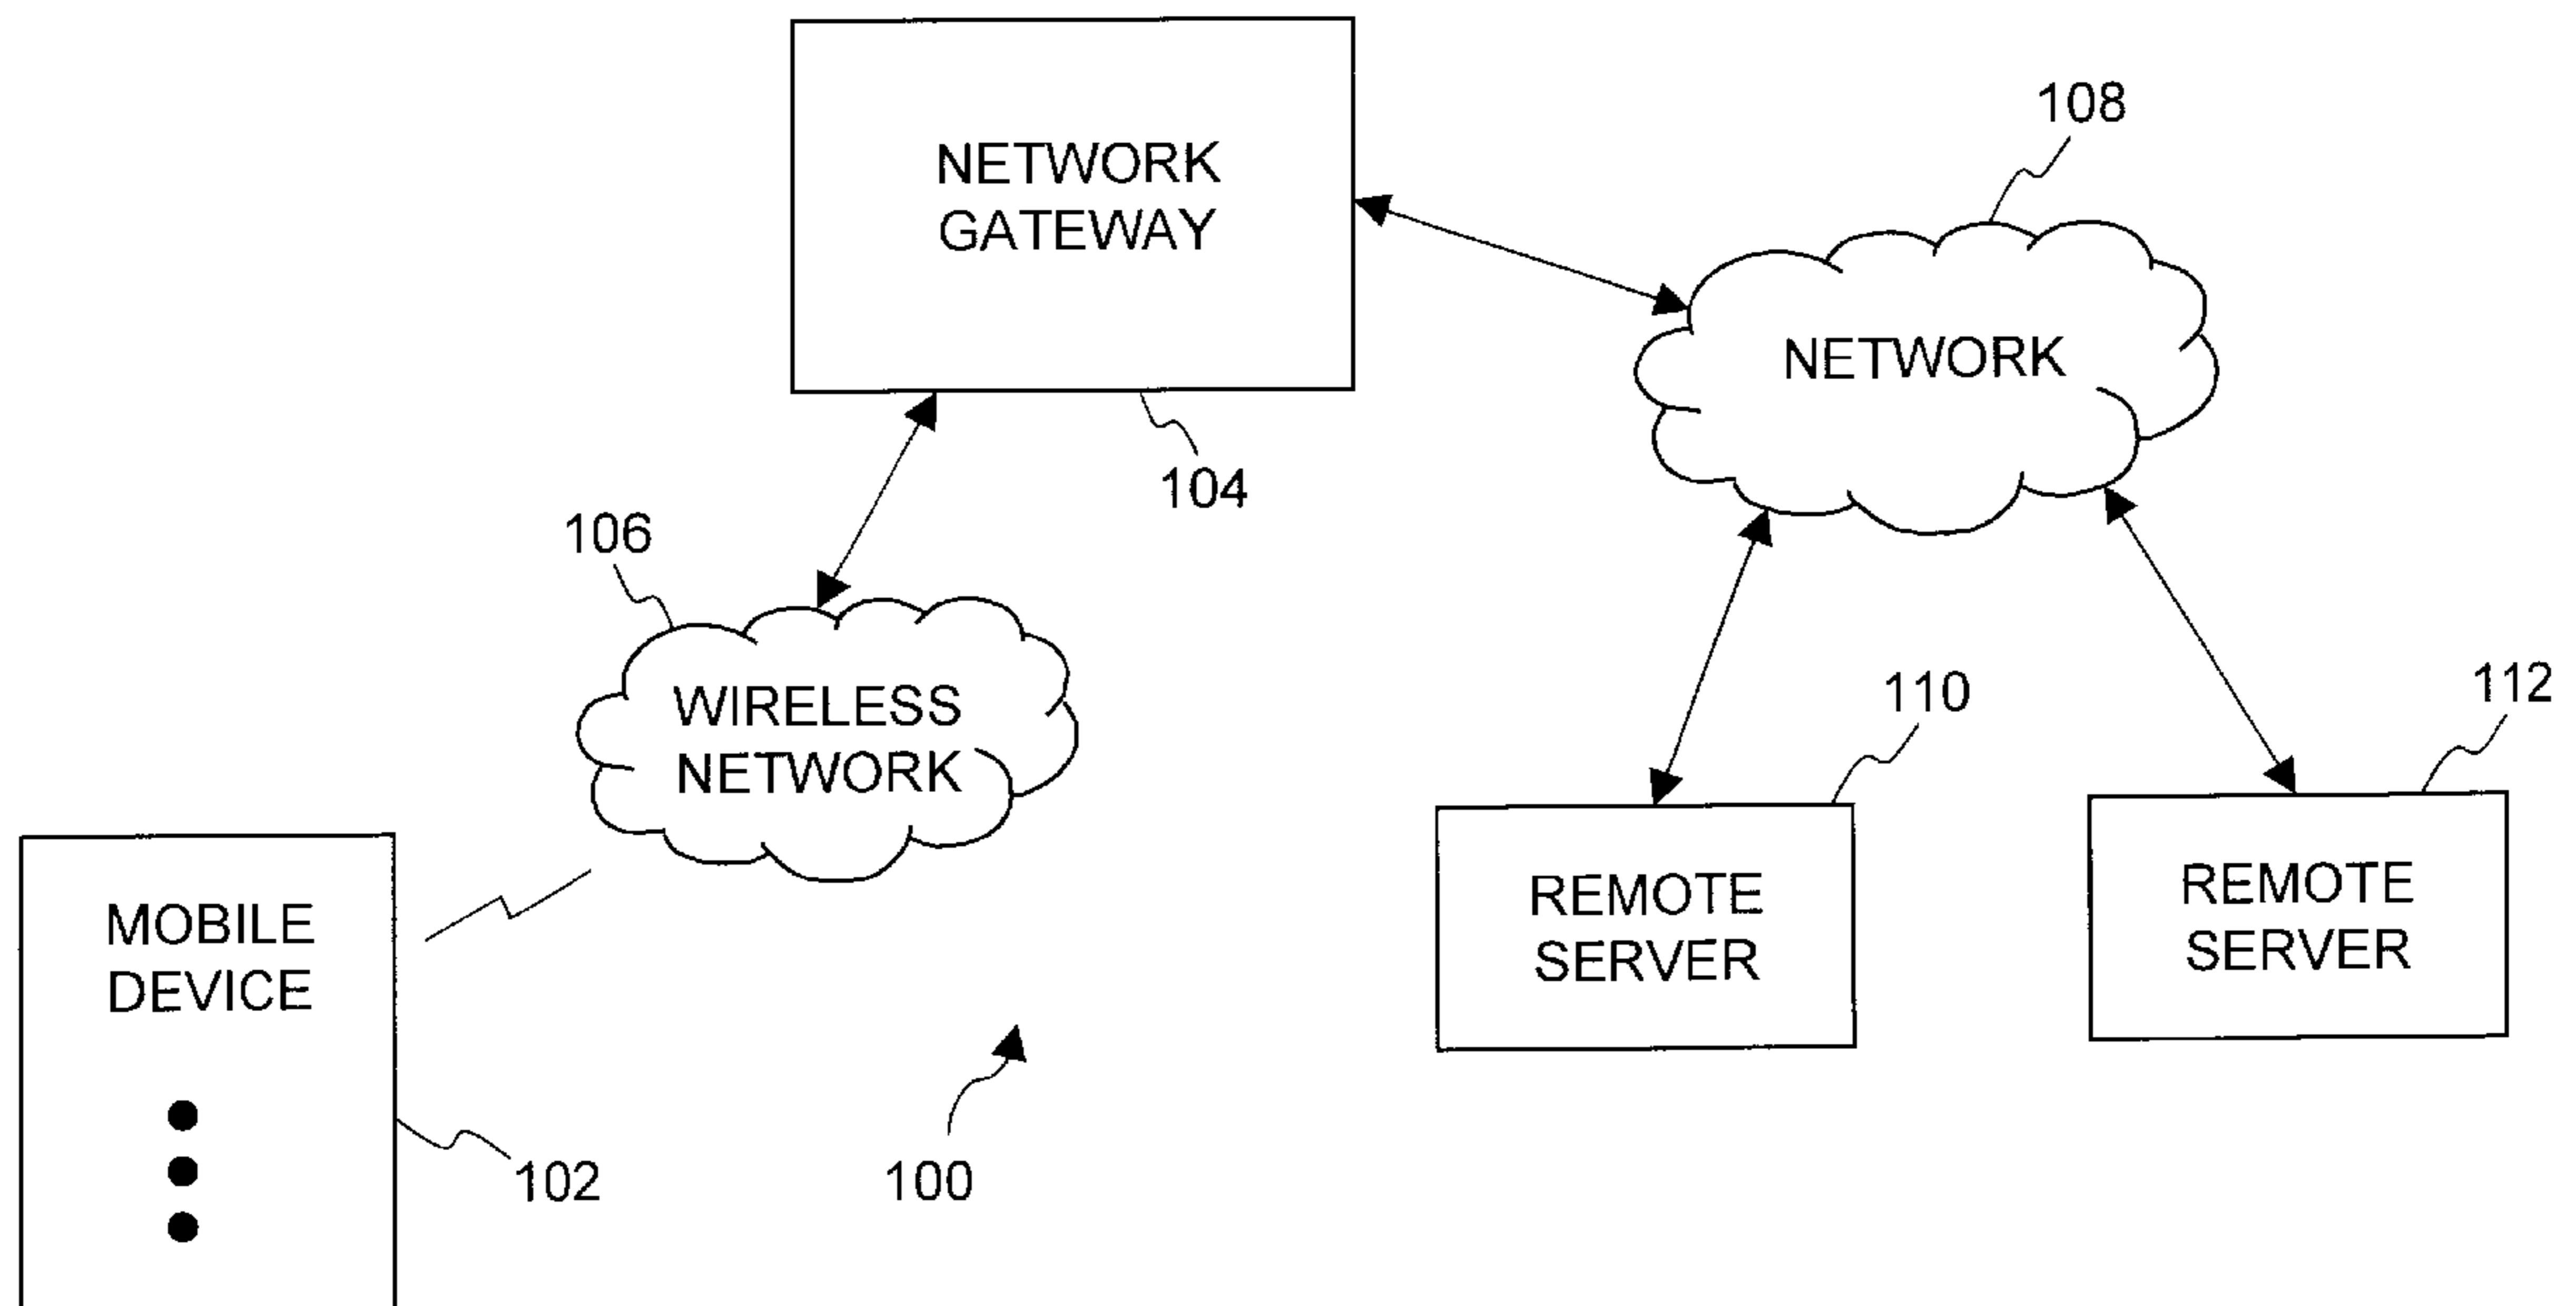 NETWORK
GATEWAY
104
108
NETWORK
106
WIRELESS
NETWORK
110
112
REMOTE
SERVER
REMOTE
SERVER
MOBILE
DEVICE
102
100